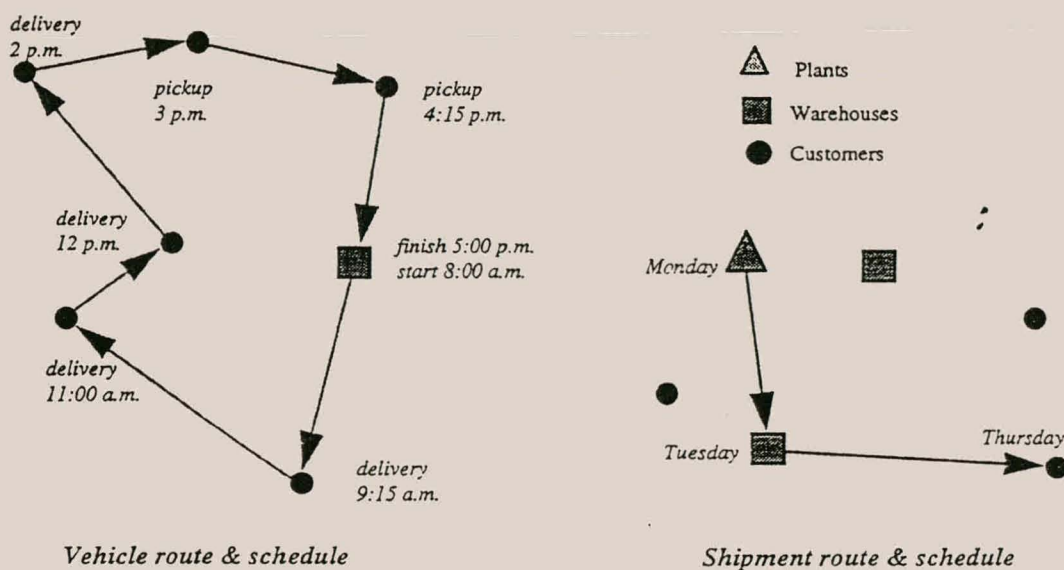 delivery
2 p.m.
pickup
3 p.m.
pickup
4:15 p.m.
delivery
12 p.m.
finish 5:00 p.m.
start 8:00 a.m.
delivery
11:00 a.m.
delivery
9:15 a.m.
Vehicle route & schedule
Plants
Warehouses
Customers
Monday
Tuesday
Thursday
Shipment route & schedule